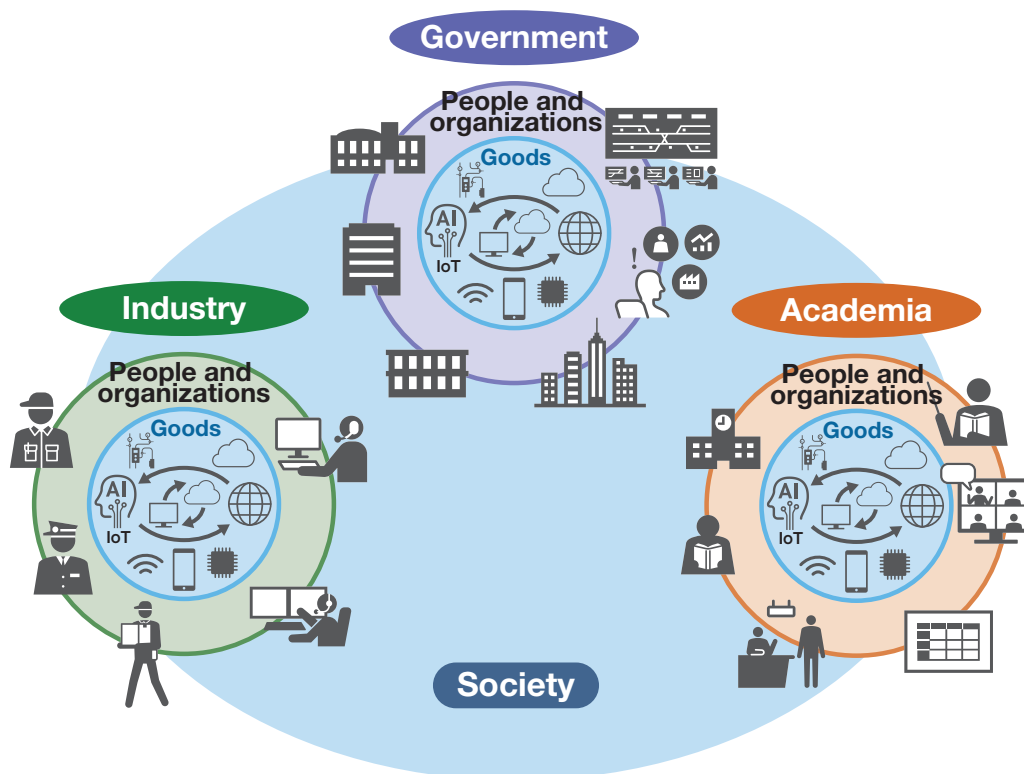 Government
People and
organizations
Goods
AI
IoT
!
Industry
People and
organizations
Goods
AI
IoT
Academia
People and
organizations
Goods
AI
IoT
Society